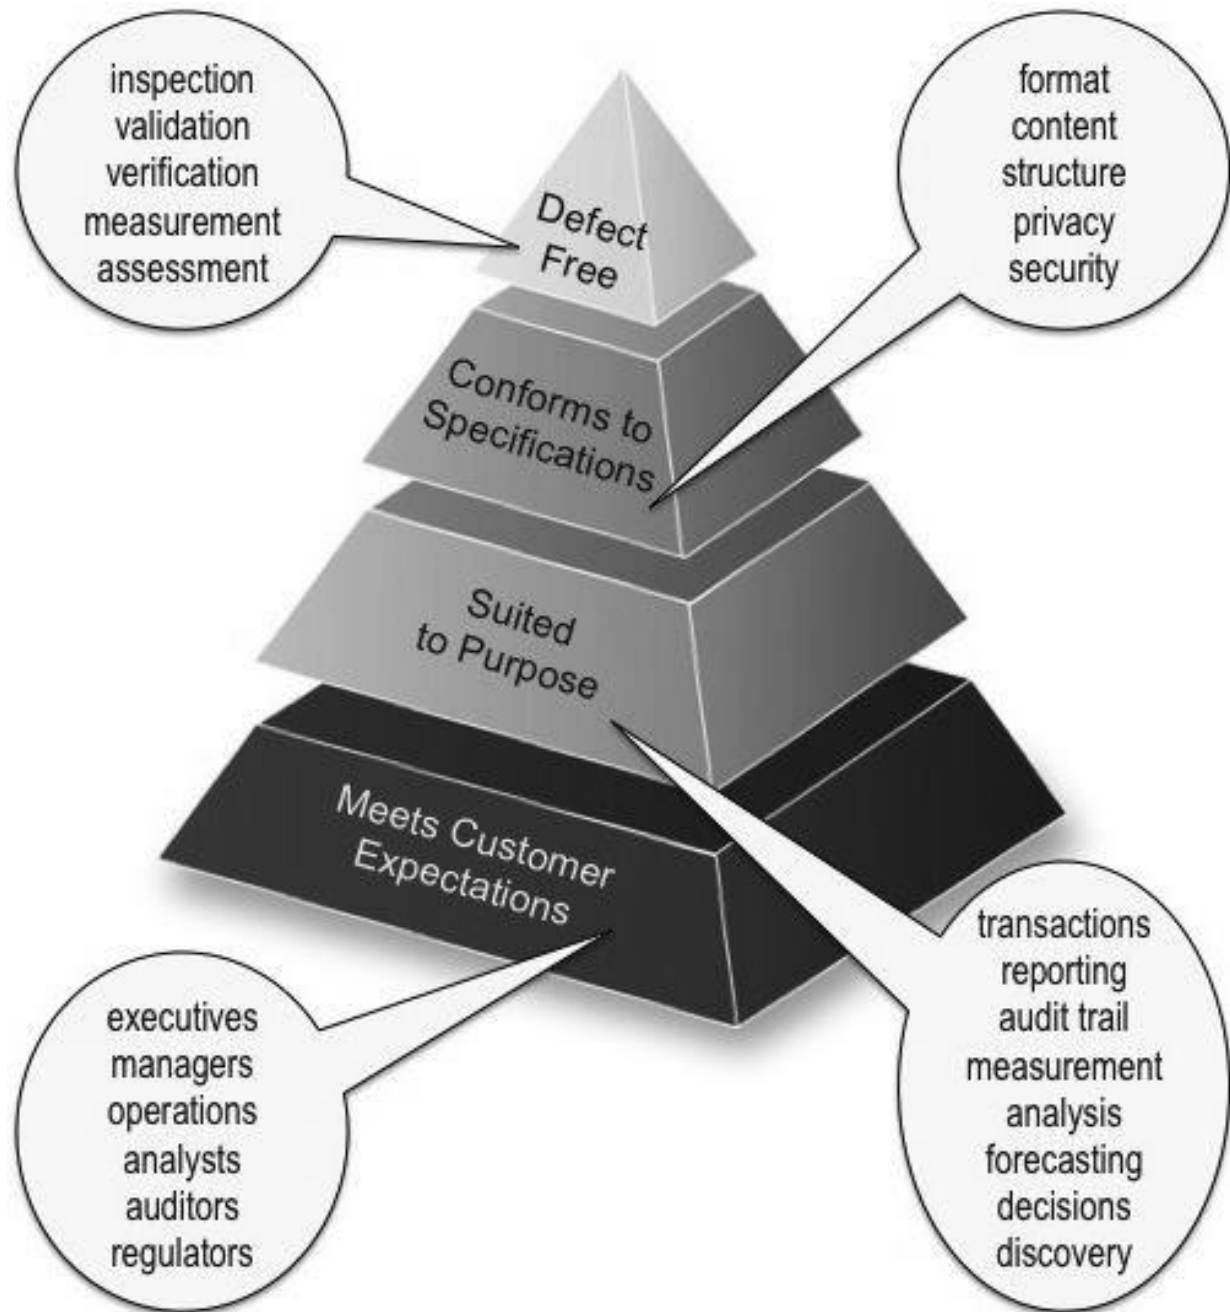 inspection
validation
verification
measurement
assessment
format
content
structure
privacy
security
Defect
Free
Conforms to
Specifications
Suited
to Purpose
Meets Customer
Expectations
executives
managers
operations
analysts
auditors
regulators
transactions
reporting
audit trail
measurement
analysis
forecasting
decisions
discovery